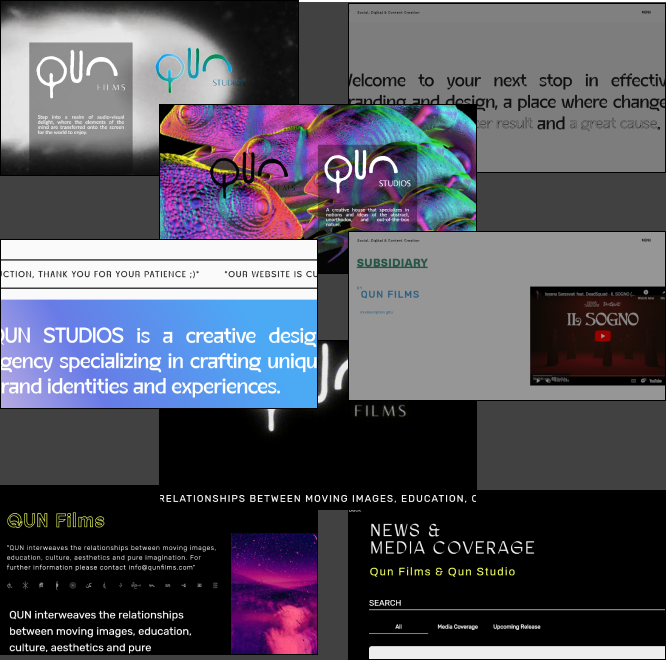 QUN
FILMS
QUN
STUDIOS
Step into a realm of audio-visual
delight, where the elements of the
mind are transferred onto the screen
for the world to enjoy.
Social, Digital & Content Creation
MENU
Welcome to your next stop in effectiv
randing and design, a place where change
er result and a great cause.
QUN
FILMS
QUN
STUDIOS
A creative house that specializes in
notions and ideas of the abstract,
unorthodox, and out-of-the-box
nature.
UCTION, THANK YOU FOR YOUR PATIENCE ;)* "OUR WEBSITE IS CU
QUN STUDIOS is a creative desig
gency specializing in crafting uniqu
rand identities and experiences.
Social, Digital & Content Creation
MENU
SUBSIDIARY
BY
QUN FILMS
IL SOGNO
YouTube
FILMS
RELATIONSHIPS BETWEEN MOVING IMAGES, EDUCATION, C
QUN Films
"QUN interweaves the relationships between moving images,
education, culture, aesthetics and pure imagination. For
further information please contact info@qunfilms.com"
QUN interweaves the relationships
between moving images, education,
culture, aesthetics and pure
NEWS &
MEDIA COVERAGE
Qun Films & Qun Studio
SEARCH
All Media Coverage Upcoming Release